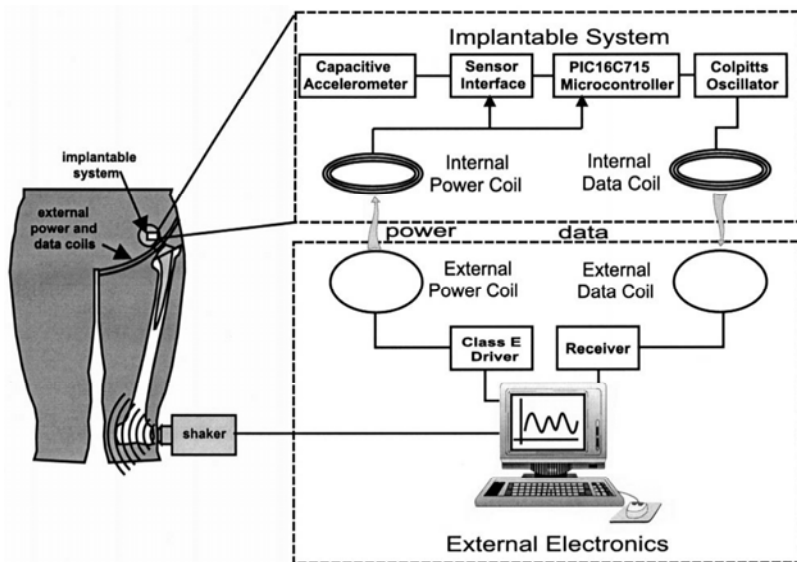 Implantable System
Capacitive
Accelerometer
Sensor
Interface
PIC16C715
Microcontroller
Colpitts
Oscillator
implantable
system
Internal
Power Coil
Internal
Data Coil
external
power and
data coils
power
data
External
Power Coil
External
Data Coil
Class E
Driver
Receiver
shaker
External Electronics